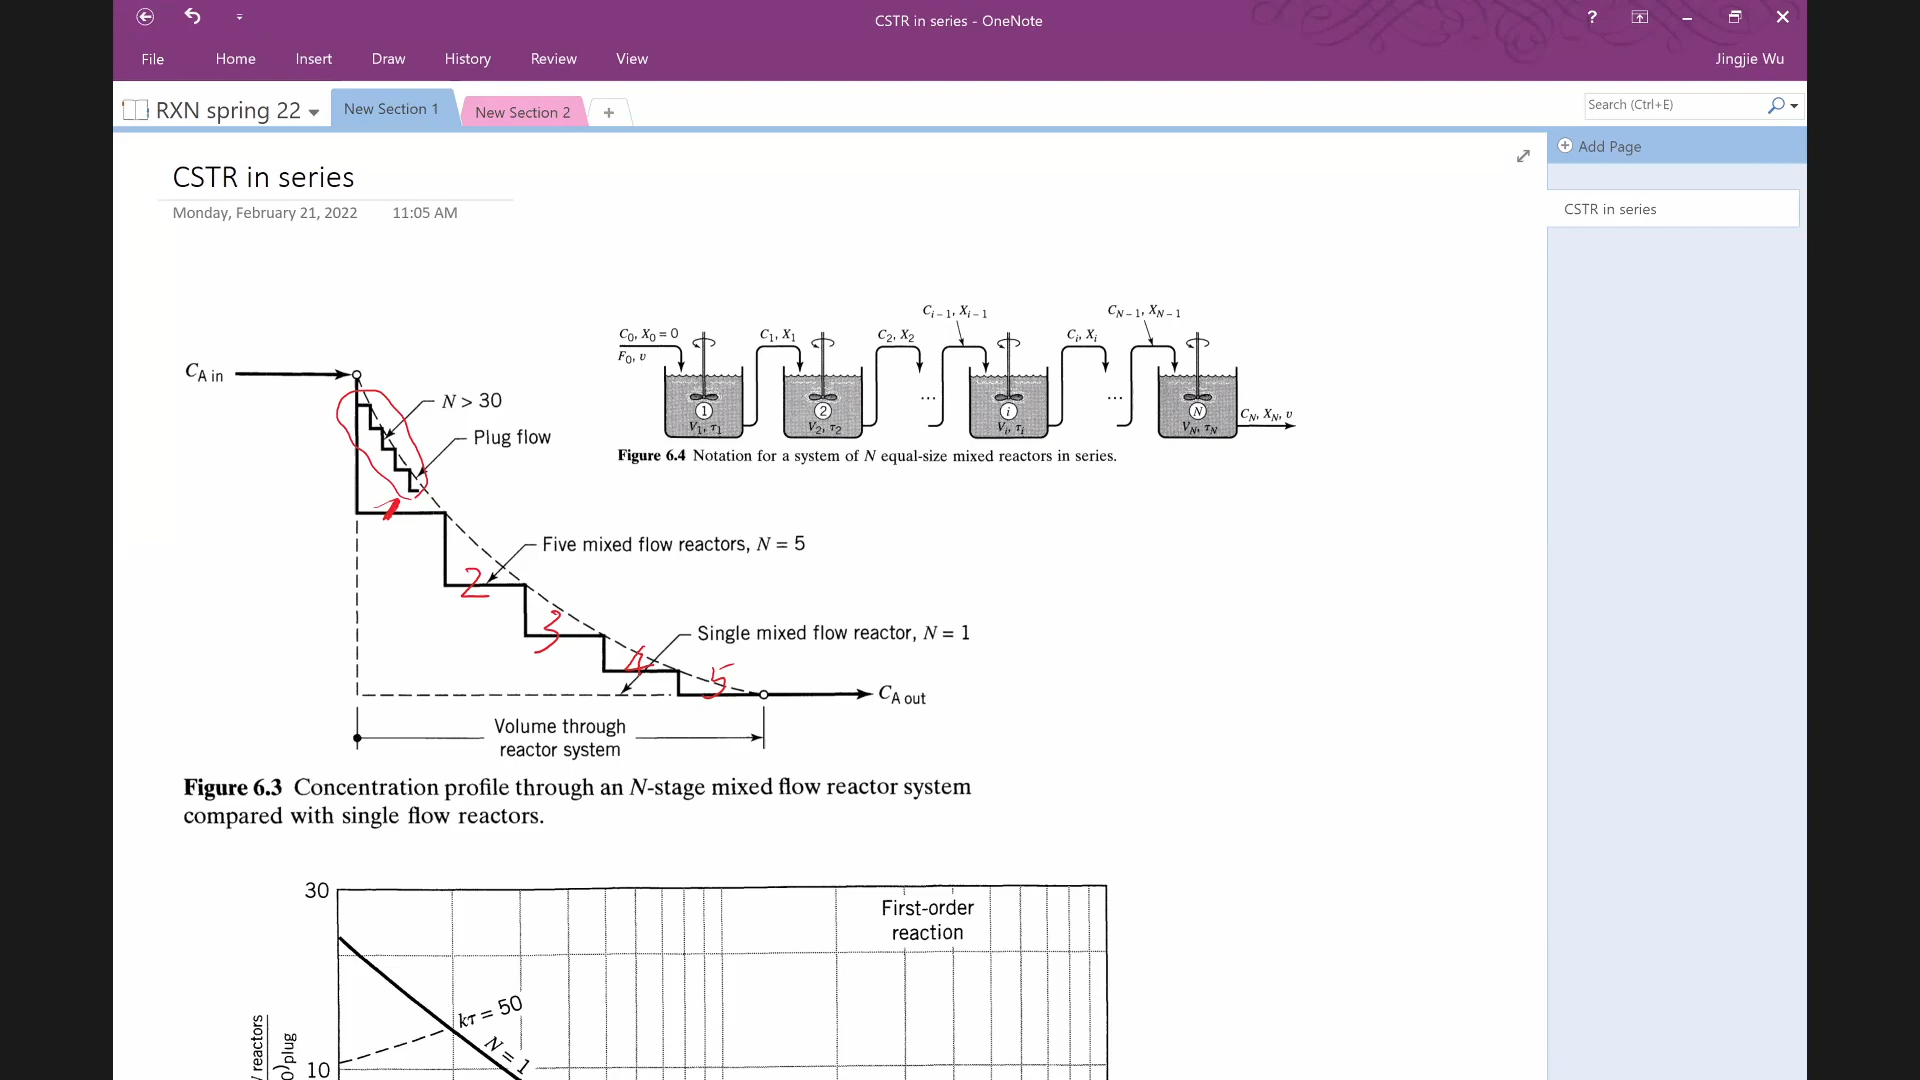 CSTR in series - OneNote
?
File Home Insert Draw History Review View
Jingjie Wu
RXN spring 22
New Section 1
New Section 2
+
Search (Ctrl+E)
Add Page
CSTR in series
CSTR in series
Monday, February 21, 2022 11:05 AM
C0, X0 = 0
F0, υ
C1, X1
C2, X2
Ci – 1, Xi – 1
Ci, Xi
CN – 1, XN – 1
CN, XN, υ
1
V1, τ1
2
V2, τ2
...
i
Vi, τi
...
N
VN, τN
Figure 6.4 Notation for a system of N equal-size mixed reactors in series.
CA in
N > 30
Plug flow
1
Five mixed flow reactors, N = 5
2
3
Single mixed flow reactor, N = 1
4
5
CA out
Volume through
reactor system
Figure 6.3 Concentration profile through an N-stage mixed flow reactor system
compared with single flow reactors.
30
First-order
reaction
kτ = 50
N = 1
10
reactors
plug